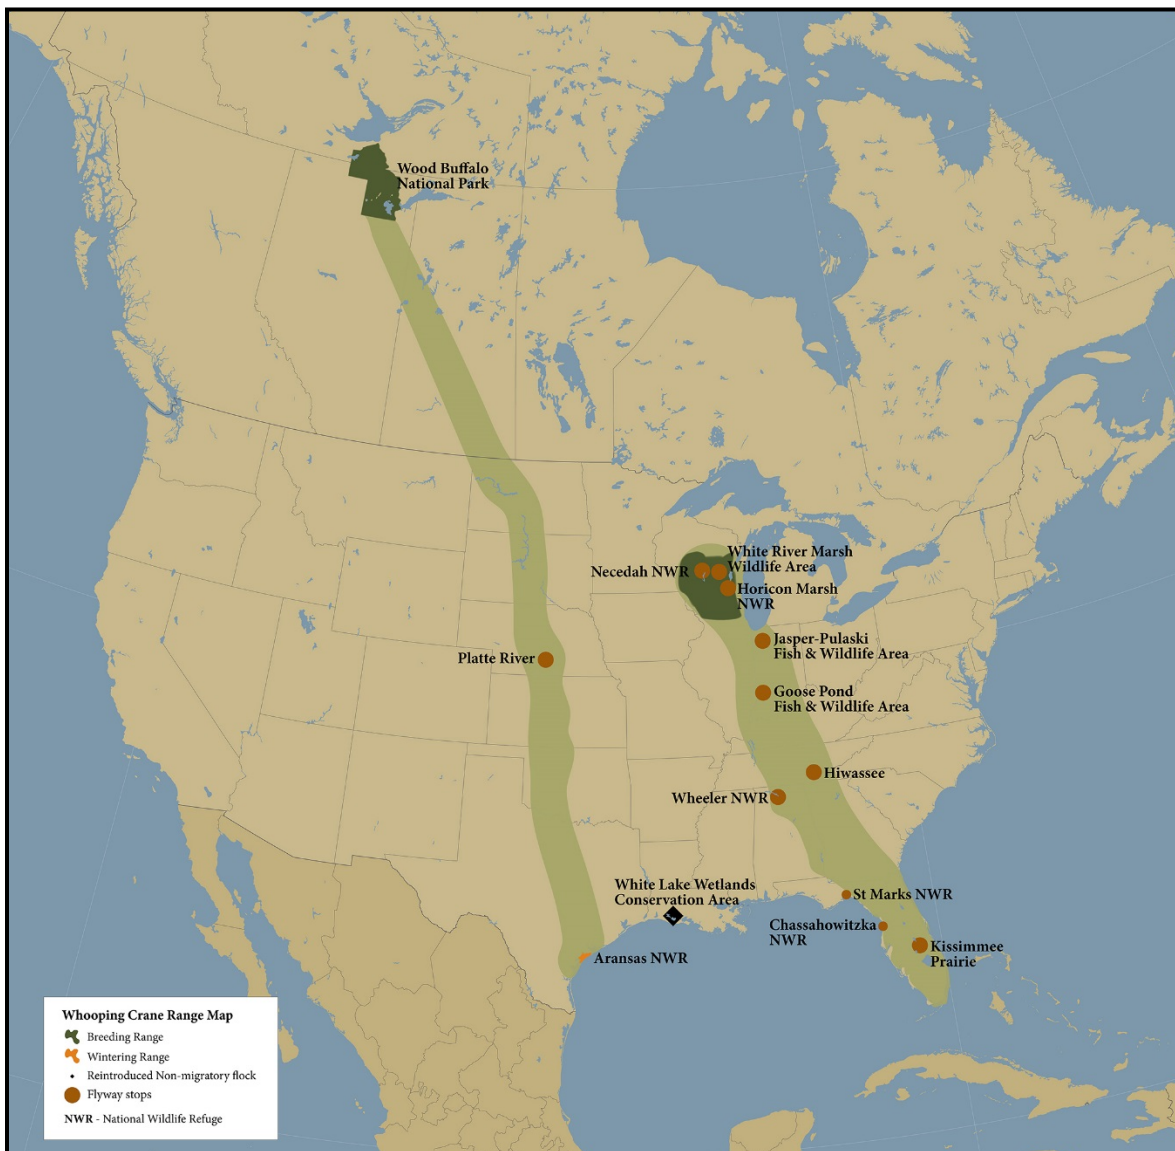 Wood Buffalo
National Park
White River Marsh
Wildlife Area
Necedah NWR
Horicon Marsh
NWR
Jasper-Pulaski
Fish & Wildlife Area
Platte River
Goose Pond
Fish & Wildlife Area
Hiwassee
Wheeler NWR
White Lake Wetlands
Conservation Area
St Marks NWR
Chassahowitzka
NWR
Kissimmee
Prairie
Aransas NWR
Whooping Crane Range Map
Breeding Range
Wintering Range
Reintroduced Non-migratory flock
Flyway stops
NWR - National Wildlife Refuge